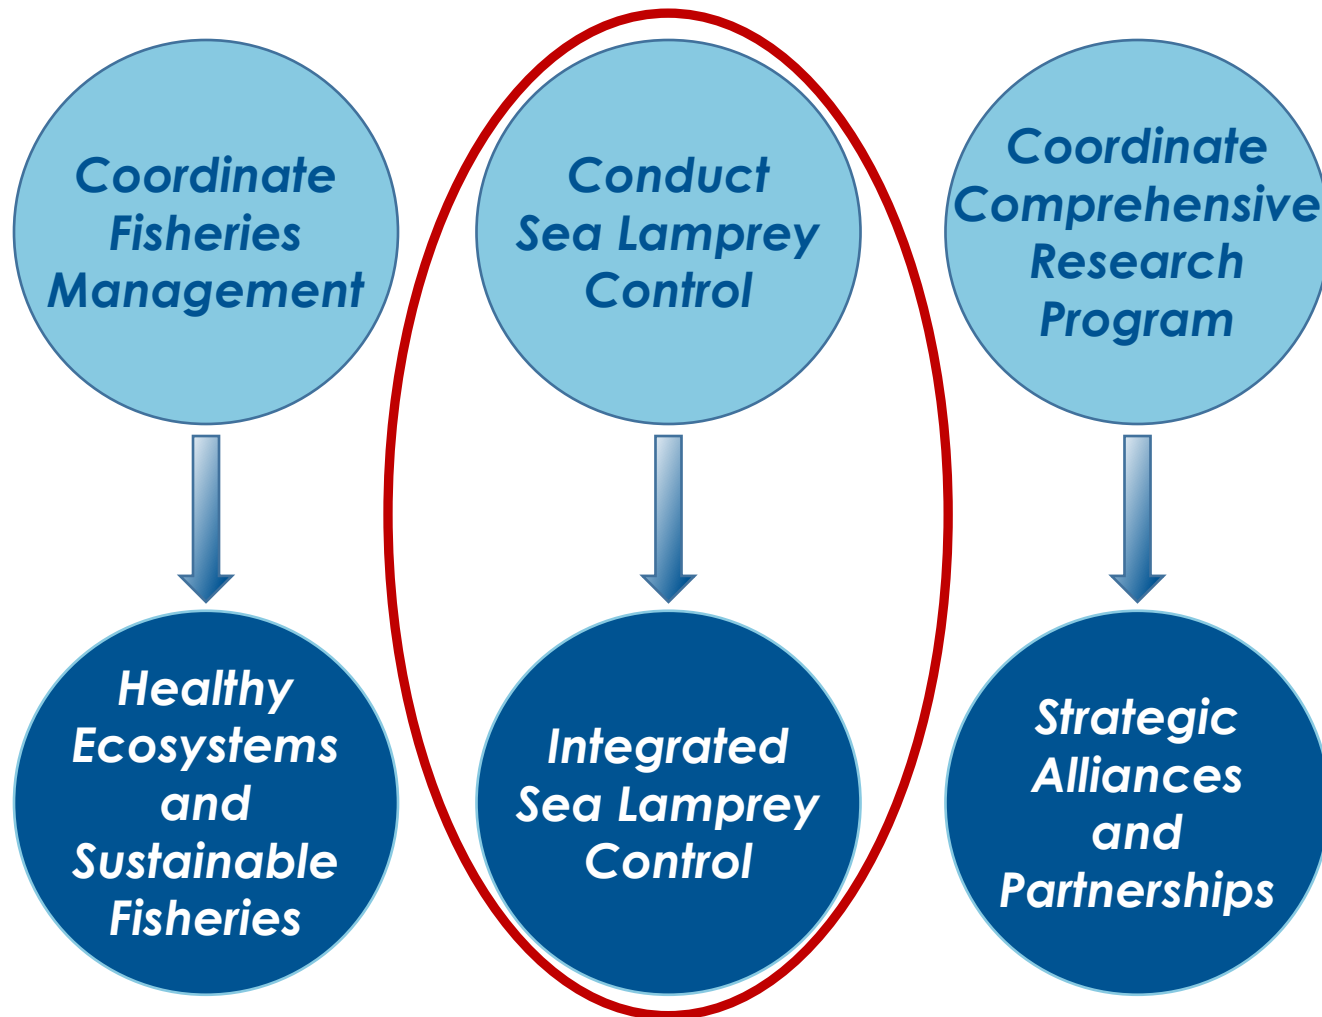 Coordinate
Fisheries
Management
Conduct
Sea Lamprey
Control
Coordinate
Comprehensive
Research
Program
Healthy
Ecosystems
and
Sustainable
Fisheries
Integrated
Sea Lamprey
Control
Strategic
Alliances
and
Partnerships